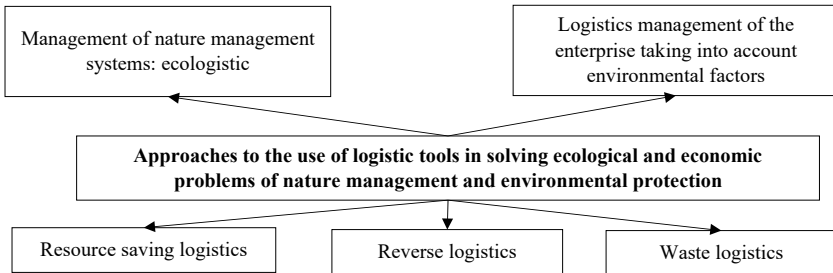 Management of nature management
systems: ecologistic
Logistics management of the
enterprise taking into account
environmental factors
Approaches to the use of logistic tools in solving ecological and economic
problems of nature management and environmental protection
Resource saving logistics
Reverse logistics
Waste logistics